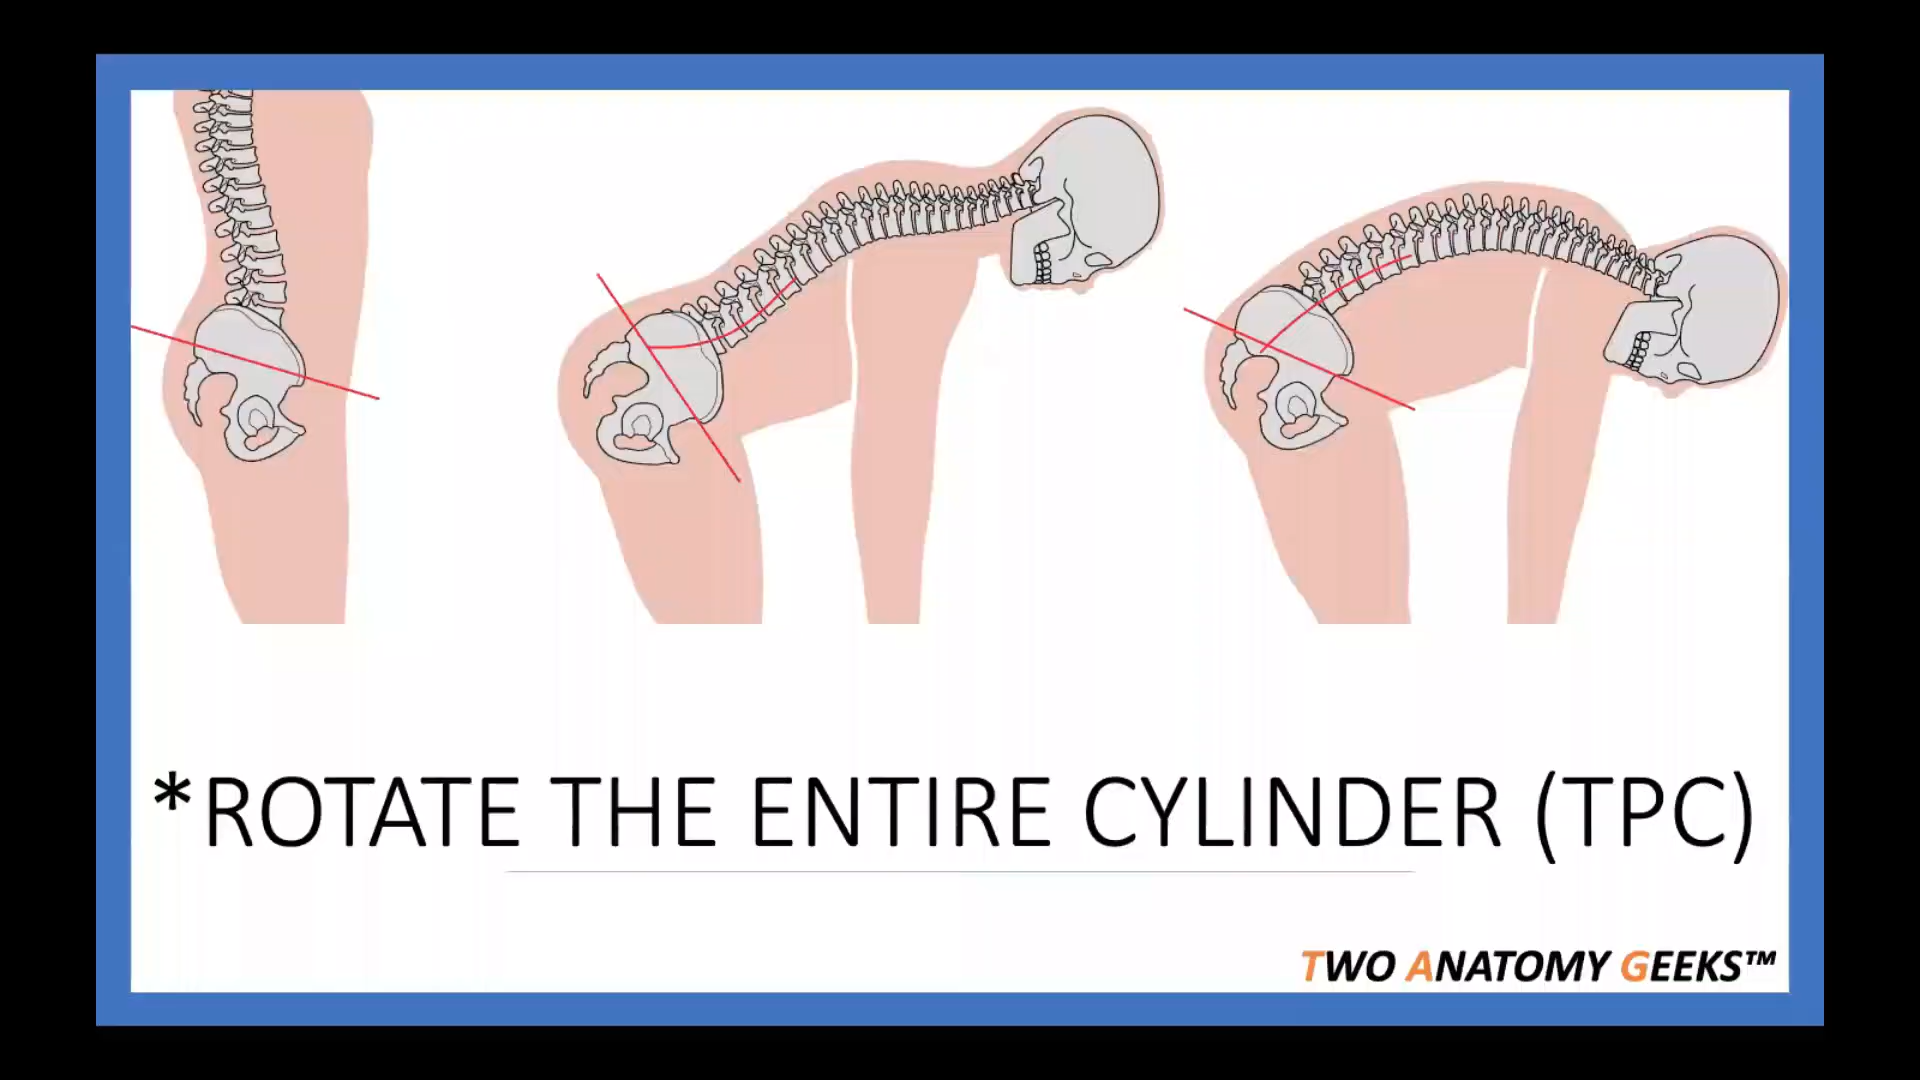 *ROTATE THE ENTIRE CYLINDER (TPC)
TWO ANATOMY GEEKS™